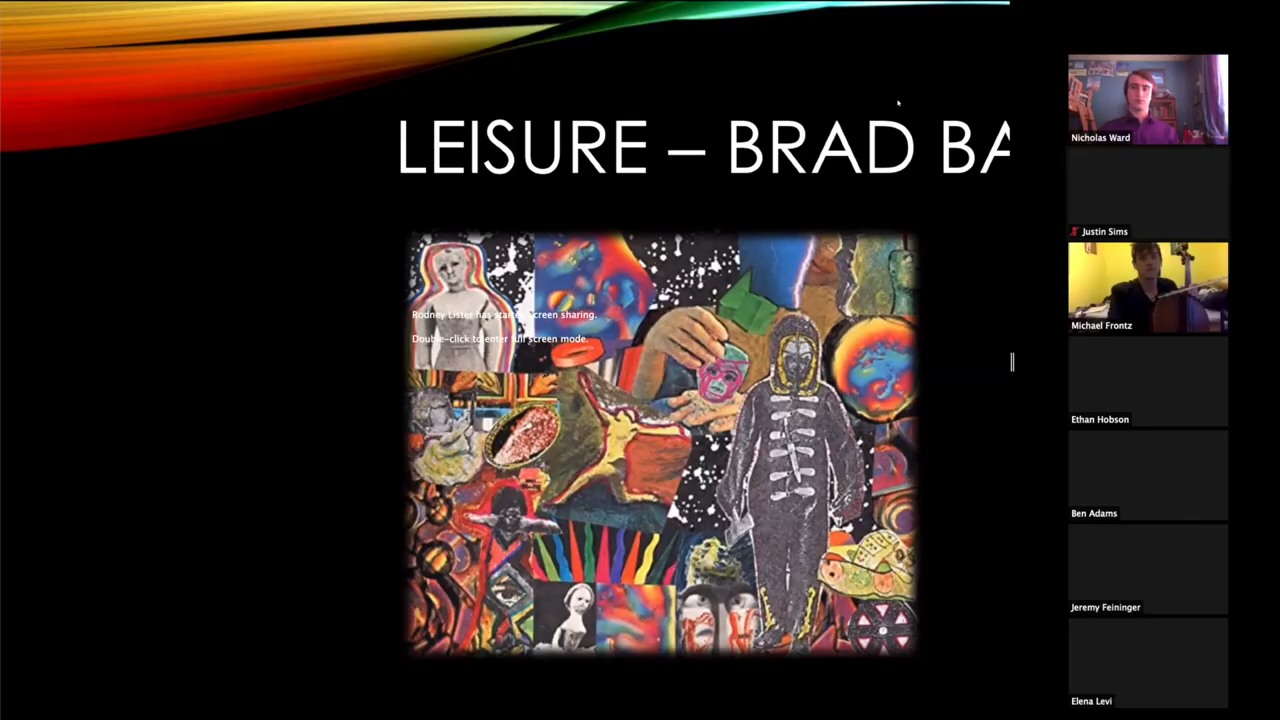 LEISURE – BRAD BA
Rodney Lister has started screen sharing.
Double-click to enter full screen mode.
Nicholas Ward
Justin Sims
Michael Frontz
Ethan Hobson
Ben Adams
Jeremy Feininger
Elena Levi